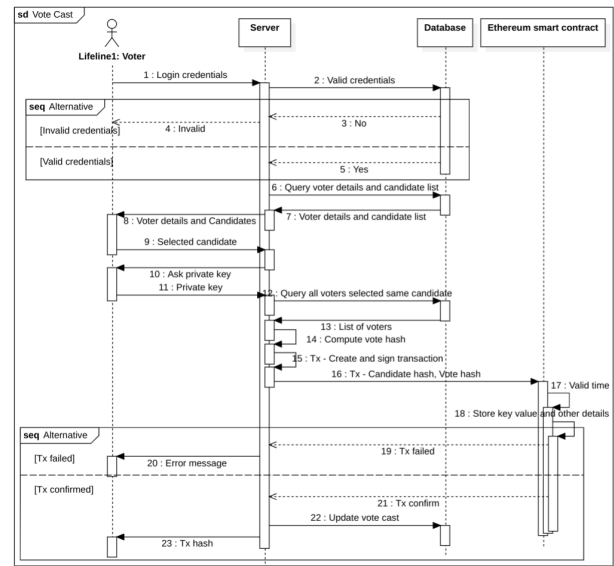 sd Vote Cast
Server
Database
Ethereum smart contract
Lifeline1: Voter
1 : Login credentials
2 : Valid credentials
seq Alternative
3 : No
4 : Invalid
[Invalid credentials]
[Valid credentials]
5 : Yes
6 : Query voter details and candidate list
7 : Voter details and candidate list
8 : Voter details and Candidates
9 : Selected candidate
10 : Ask private key
11 : Private key
12 : Query all voters selected same candidate
13 : List of voters
14 : Compute vote hash
15 : Tx - Create and sign transaction
16 : Tx - Candidate hash, Vote hash
17 : Valid time
18 : Store key value and other details
seq Alternative
19 : Tx failed
[Tx failed]
20 : Error message
[Tx confirmed]
21 : Tx confirm
22 : Update vote cast
23 : Tx hash